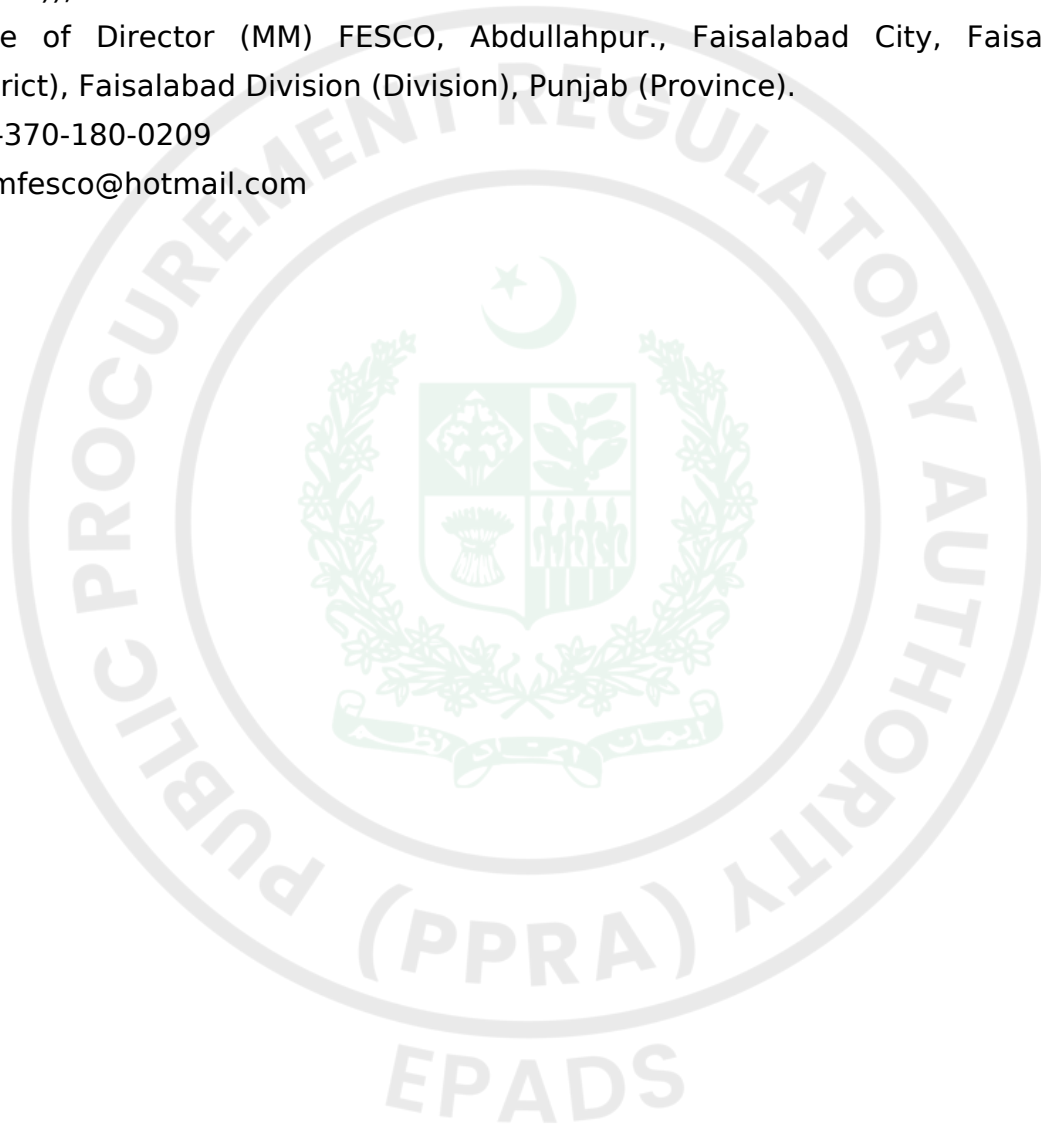 e of Director (MM) FESCO, Abdullahpur., Faisalabad City, Faisa
rict), Faisalabad Division (Division), Punjab (Province).
-370-180-0209
mfesco@hotmail.com
PUBLIC PROCUREMENT REGULATORY AUTHORITY
(PPRA)
EPADS